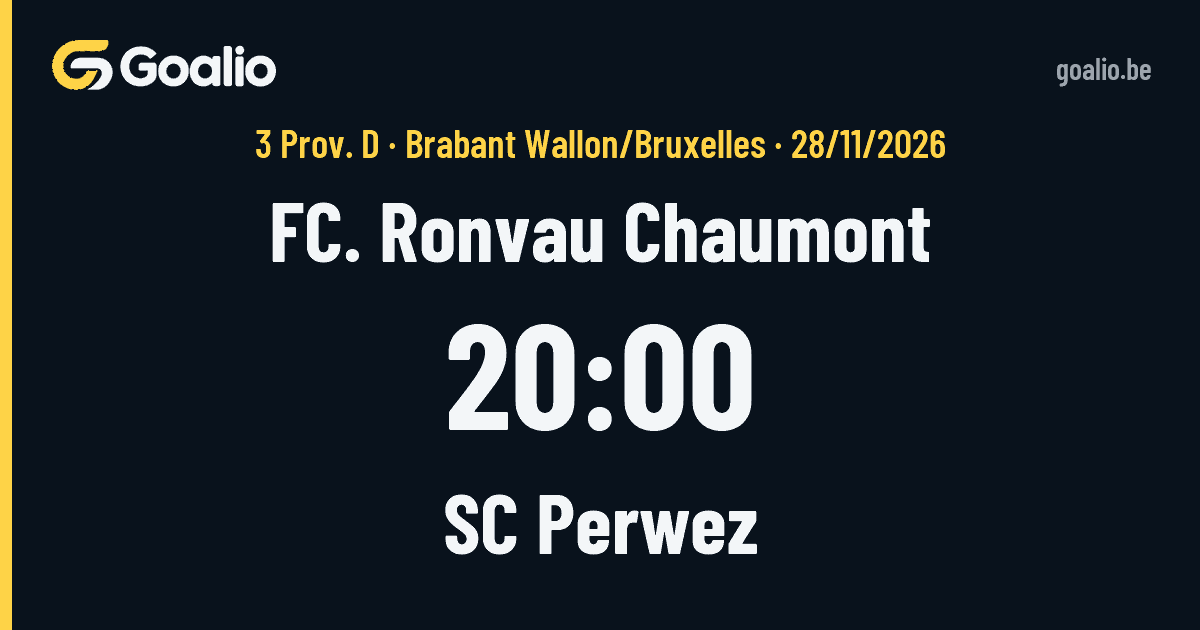 Goalio
goalio.be
3 Prov. D · Brabant Wallon/Bruxelles · 28/11/2026
FC. Ronvau Chaumont
20:00
SC Perwez